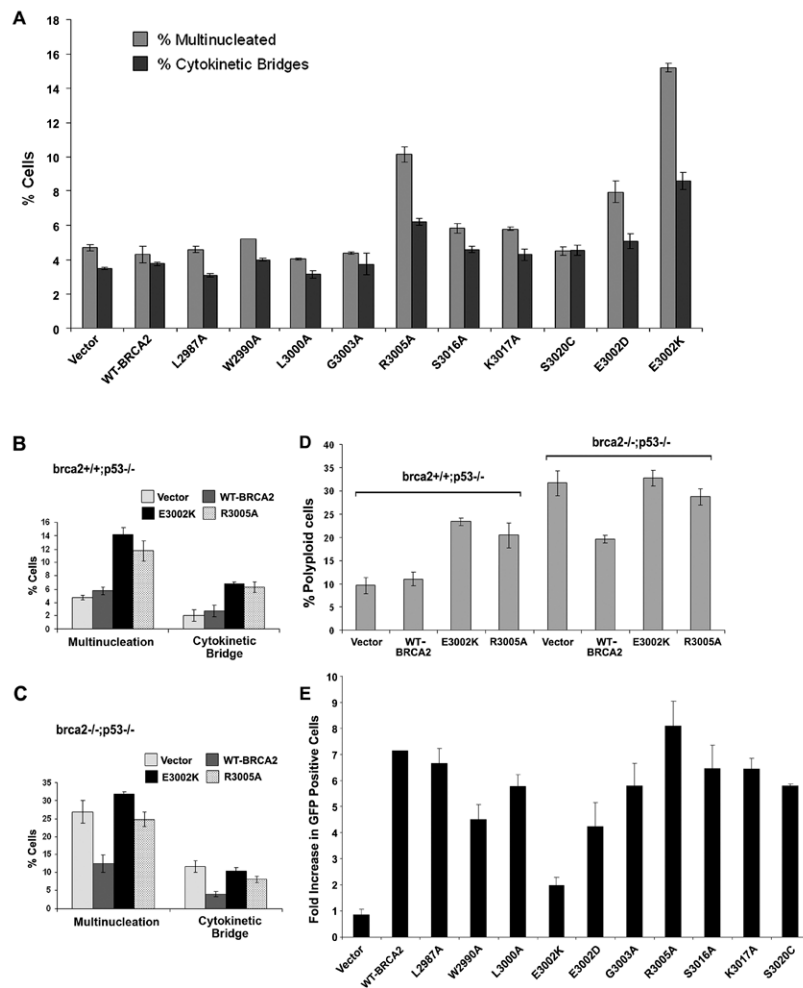 A
% Multinucleated
% Cytokinetic Bridges
% Cells
18
16
14
12
10
8
6
4
2
0
Vector
WT-BRCA2
L2987A
W2990A
L3000A
G3003A
R3005A
S3016A
K3017A
S3020C
E3002D
E3002K
B
brca2+/+;p53-/-
Vector
WT-BRCA2
E3002K
R3005A
% Cells
16
14
12
10
8
6
4
2
0
Multinucleation
Cytokinetic
Bridge
C
brca2-/-;p53-/-
Vector
WT-BRCA2
E3002K
R3005A
% Cells
35
30
25
20
15
10
5
0
Multinucleation
Cytokinetic
Bridge
D
% Polyploid cells
40
35
30
25
20
15
10
5
0
brca2+/+;p53-/-
brca2-/-;p53-/-
Vector
WT-
BRCA2
E3002K
R3005A
Vector
WT-
BRCA2
E3002K
R3005A
E
Fold Increase in GFP Positive Cells
10
9
8
7
6
5
4
3
2
1
0
Vector
WT-BRCA2
L2987A
W2990A
L3000A
E3002K
E3002D
G3003A
R3005A
S3016A
K3017A
S3020C